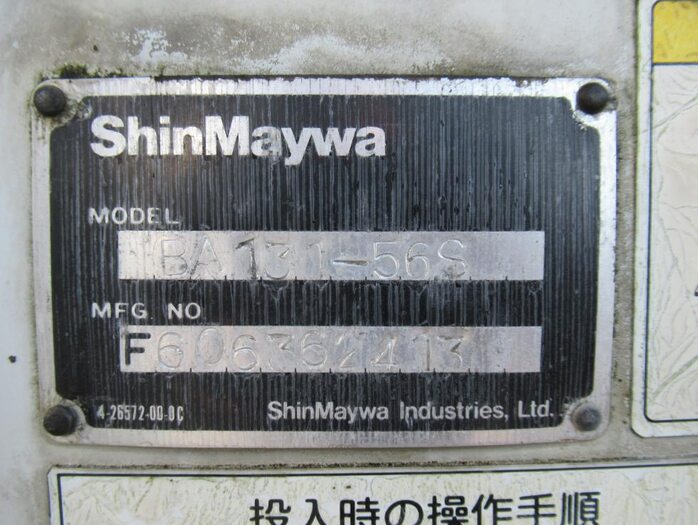 ShinMaywa
MODEL
BA131-56S
MFG NO
F606362413
4-26572-00-0C
ShinMaywa Industries, Ltd.
投入時の操作手順